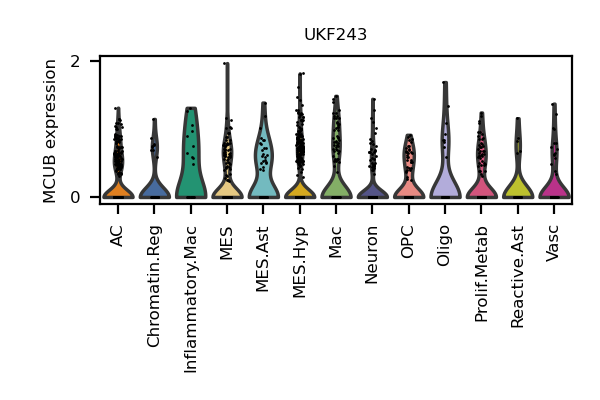 UKF243
MCUB expression
2
0
AC
Chromatin.Reg
Inflammatory.Mac
MES
MES.Ast
MES.Hyp
Mac
Neuron
OPC
Oligo
Prolif.Metab
Reactive.Ast
Vasc